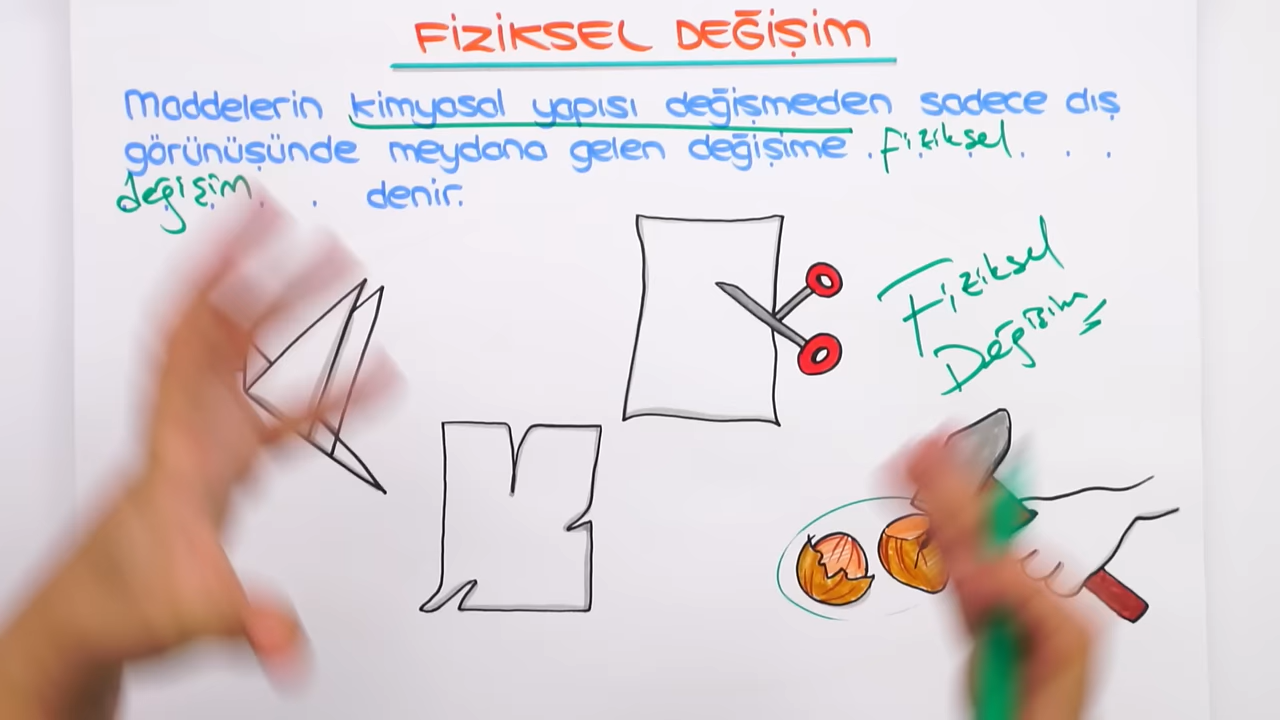 FİZİKSEL DEĞİŞİM
Maddelerin kimyasal yapısı değişmeden sadece dış
görünüşünde meydana gelen değişime . fiziksel . . .
değişim . . denir.
Fiziksel
Değişim